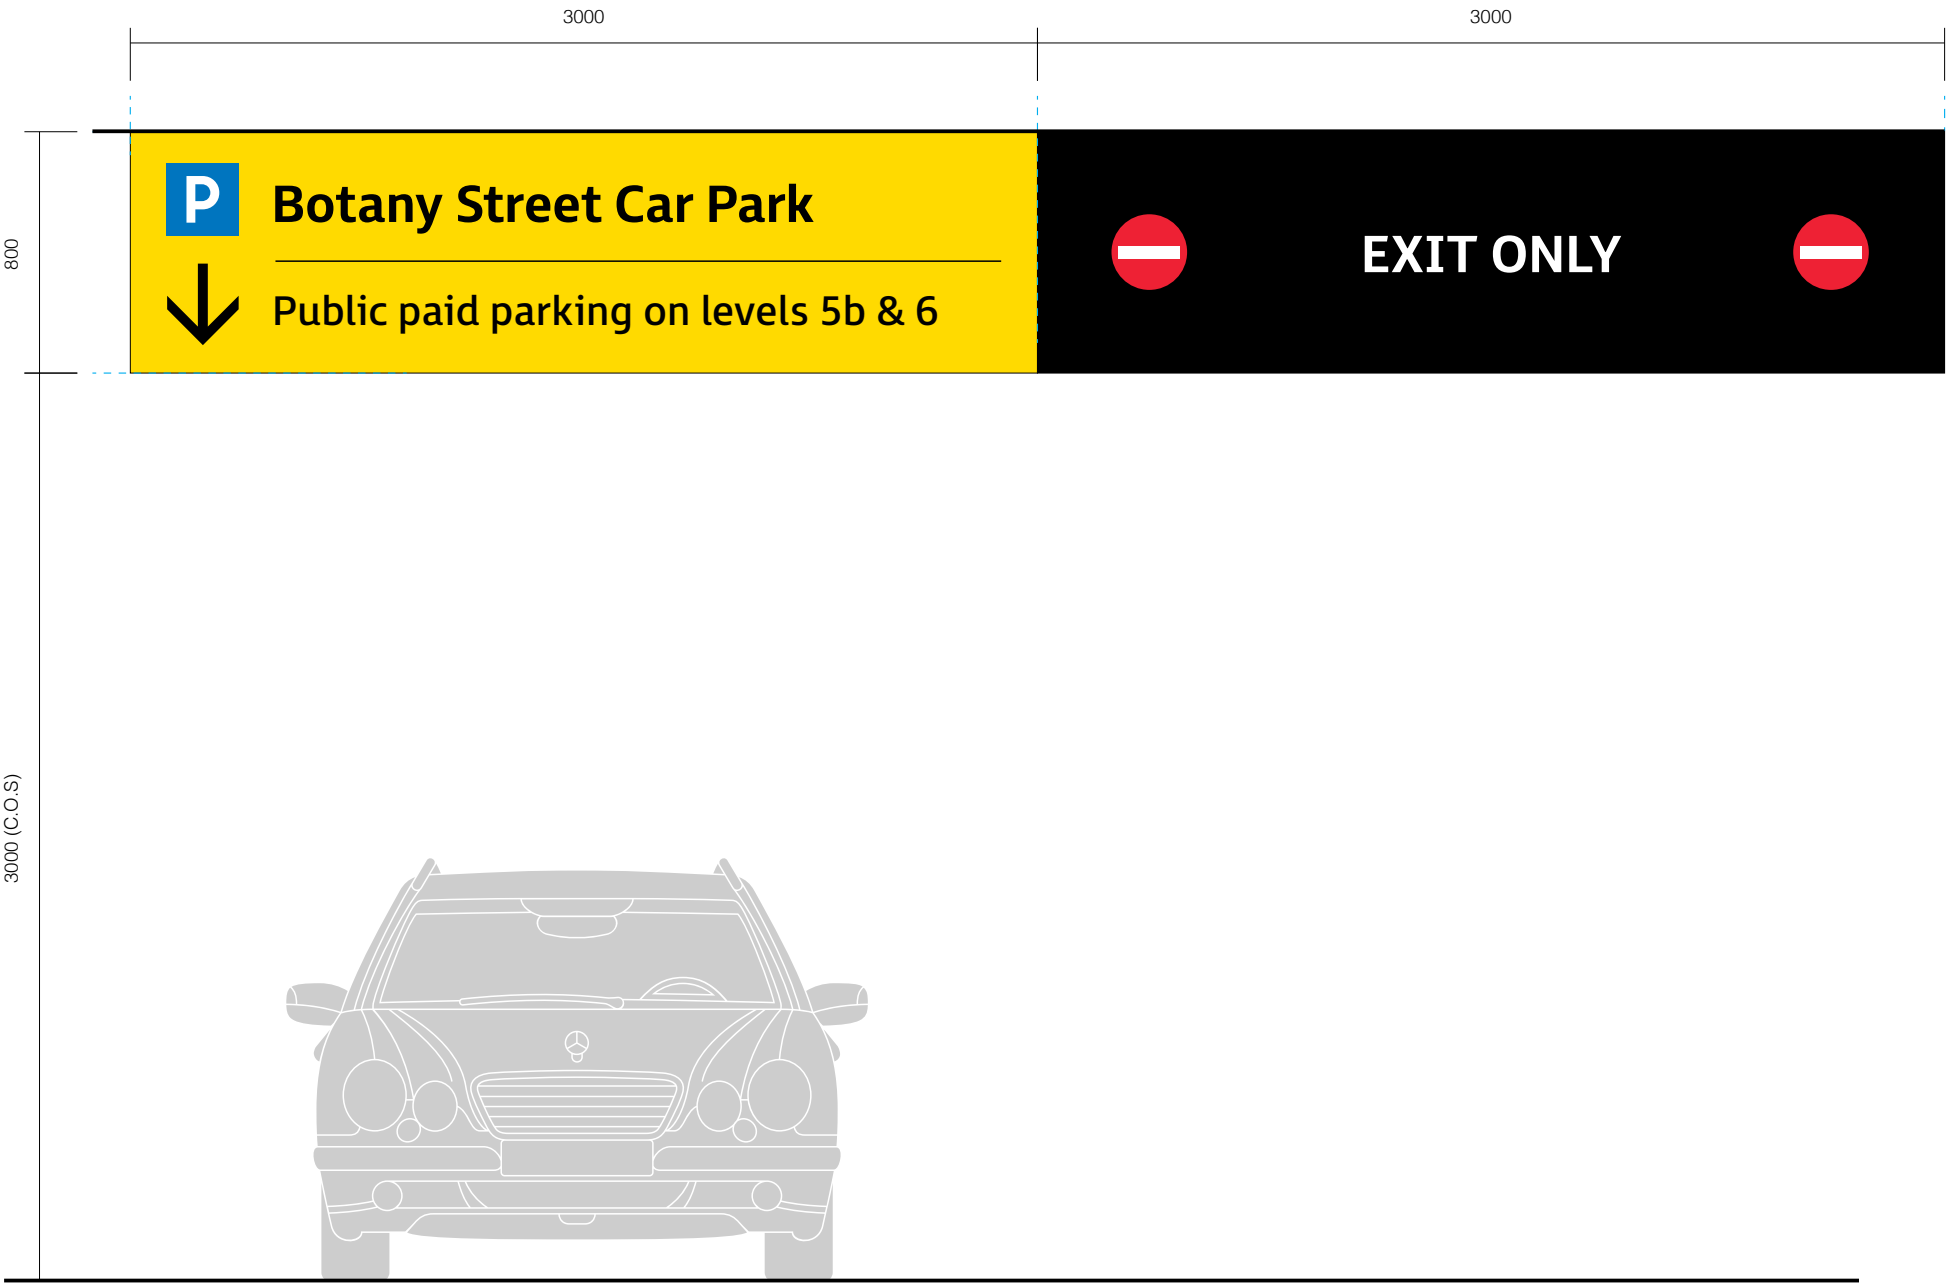 3000
3000
800
P
Botany Street Car Park
Public paid parking on levels 5b & 6
EXIT ONLY
3000 (C.O.S)